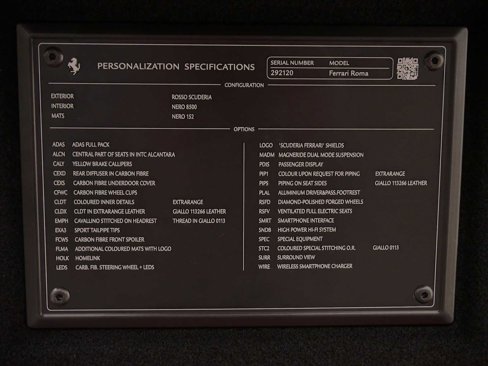 PERSONALIZATION SPECIFICATIONS
SERIAL NUMBER MODEL
292120 Ferrari Roma
CONFIGURATION
EXTERIOR ROSSO SCUDERIA
INTERIOR NERO 8500
MATS NERO 152
OPTIONS
ADAS ADAS FULL PACK
ALCN CENTRAL PART OF SEATS IN INTC ALCANTARA
CALY YELLOW BRAKE CALLIPERS
CEXD REAR DIFFUSER IN CARBON FIBRE
CEXS CARBON FIBRE UNDERDOOR COVER
CFWC CARBON FIBRE WHEEL CUPS
CLDT COLOURED INNER DETAILS EXTRARANGE
CLDX CLDT IN EXTRARANGE LEATHER GIALLO 113266 LEATHER
EMPH CAVALLINO STITCHED ON HEADREST THREAD IN GIALLO 0113
EXA3 SPORT TAILPIPE TIPS
FCWS CARBON FIBRE FRONT SPOILER
FLMA ADDITIONAL COLOURED MATS WITH LOGO
HOLK HOMELINK
LEDS CARB. FIB. STEERING WHEEL + LEDS
LOGO 'SCUDERIA FERRARI' SHIELDS
MADM MAGNERIDE DUAL MODE SUSPENSION
PDIS PASSENGER DISPLAY
PIP1 COLOUR UPON REQUEST FOR PIPING EXTRARANGE
PIPS PIPING ON SEAT SIDES GIALLO 113266 LEATHER
PLAL ALUMINIUM DRIVER&PASS.FOOTREST
RSFD DIAMOND-POLISHED FORGED WHEELS
RSFV VENTILATED FULL ELECTRIC SEATS
SMRT SMARTPHONE INTERFACE
SNDB HIGH POWER HI-FI SYSTEM
SPEC SPECIAL EQUIPMENT
STC2 COLOURED SPECIAL STITCHING O.R. GIALLO 0113
SURR SURROUND VIEW
WIRE WIRELESS SMARTPHONE CHARGER